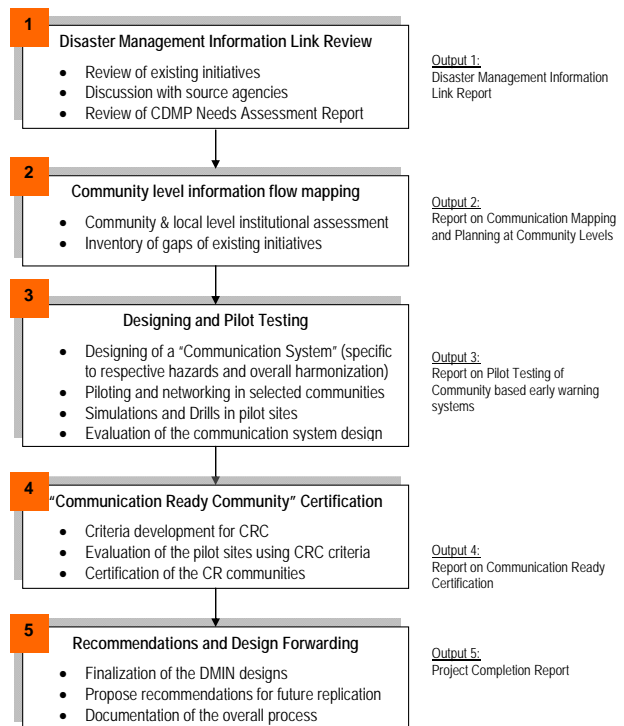 1
Disaster Management Information Link Review
• Review of existing initiatives
• Discussion with source agencies
• Review of CDMP Needs Assessment Report
Output 1:
Disaster Management Information
Link Report
2
Community level information flow mapping
• Community & local level institutional assessment
• Inventory of gaps of existing initiatives
Output 2:
Report on Communication Mapping
and Planning at Community Levels
3
Designing and Pilot Testing
• Designing of a “Communication System” (specific
to respective hazards and overall harmonization)
• Piloting and networking in selected communities
• Simulations and Drills in pilot sites
• Evaluation of the communication system design
Output 3:
Report on Pilot Testing of
Community based early warning
systems
4
“Communication Ready Community” Certification
• Criteria development for CRC
• Evaluation of the pilot sites using CRC criteria
• Certification of the CR communities
Output 4:
Report on Communication Ready
Certification
5
Recommendations and Design Forwarding
• Finalization of the DMIN designs
• Propose recommendations for future replication
• Documentation of the overall process
Output 5:
Project Completion Report